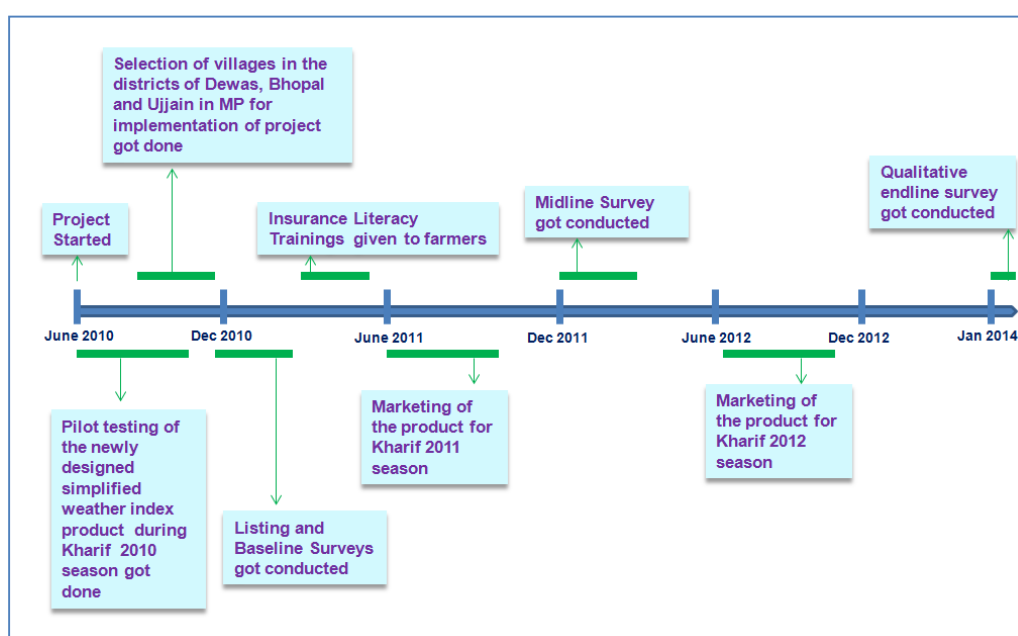 Selection of villages in the
districts of Dewas, Bhopal
and Ujjain in MP for
implementation of project
got done
Project
Started
Insurance Literacy
Trainings given to farmers
Midline Survey
got conducted
Qualitative
endline survey
got conducted
June 2010
Dec 2010
June 2011
Dec 2011
June 2012
Dec 2012
Jan 2014
Pilot testing of
the newly
designed
simplified
weather index
product during
Kharif 2010
season got
done
Listing and
Baseline Surveys
got conducted
Marketing of
the product for
Kharif 2011
season
Marketing of
the product for
Kharif 2012
season